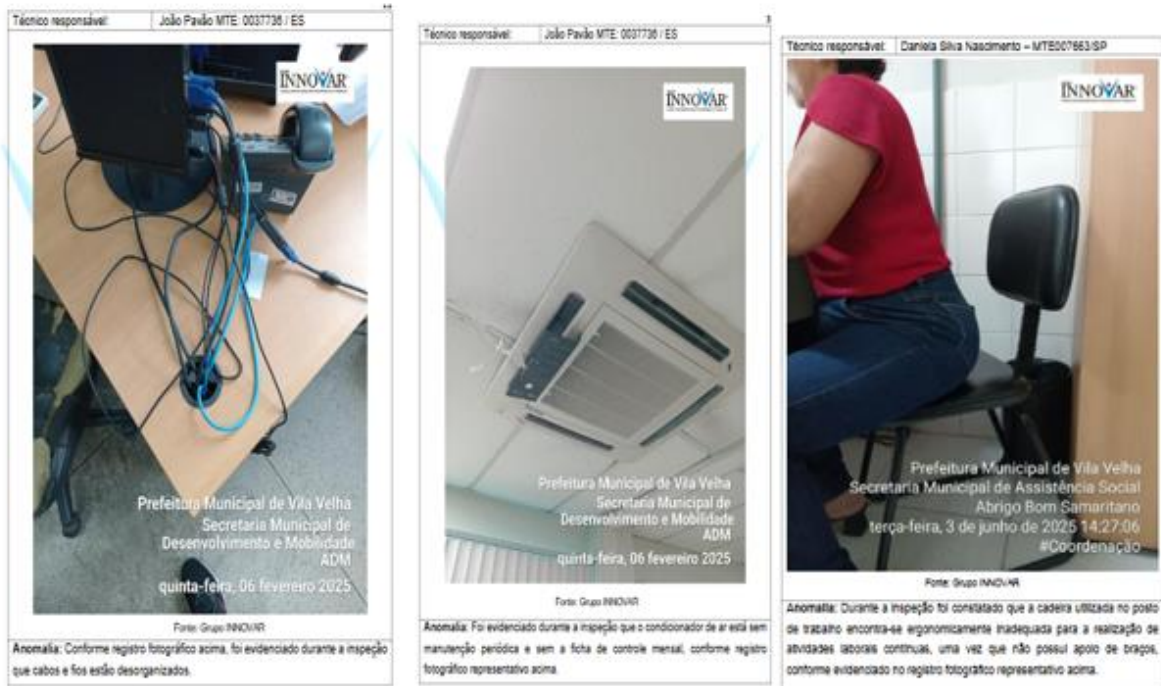 Técnico responsável: João Pavão MTE: 0037736 / ES
INNOVAR
Prefeitura Municipal de Vila Velha
Secretaria Municipal de
Desenvolvimento e Mobilidade
ADM
quinta-feira, 06 fevereiro 2025
Fonte: Grupo INNOVAR
Anomalia: Conforme registro fotográfico acima, foi evidenciado durante a inspeção
que cabos e fios estão desorganizados.
3
Técnico responsável: João Pavão MTE: 0037736 / ES
INNOVAR
Prefeitura Municipal de Vila Velha
Secretaria Municipal de
Desenvolvimento e Mobilidade
ADM
quinta-feira, 06 fevereiro 2025
Fonte: Grupo INNOVAR
Anomalia: Foi evidenciado durante a inspeção que o condicionador de ar está sem
manutenção periódica e sem a ficha de controle mensal, conforme registro
fotográfico representativo acima.
Técnico responsável: Daniela Silva Nascimento – MTE007663/SP
INNOVAR
Prefeitura Municipal de Vila Velha
Secretaria Municipal de Assistência Social
Abrigo Bom Samaritano
terça-feira, 3 de junho de 2025 14:27:06
#Coordenação
Fonte: Grupo INNOVAR
Anomalia: Durante a inspeção foi constatado que a cadeira utilizada no posto
de trabalho encontra-se ergonomicamente inadequada para a realização de
atividades laborais contínuas, uma vez que não possui apoio de braços,
conforme evidenciado no registro fotográfico representativo acima.